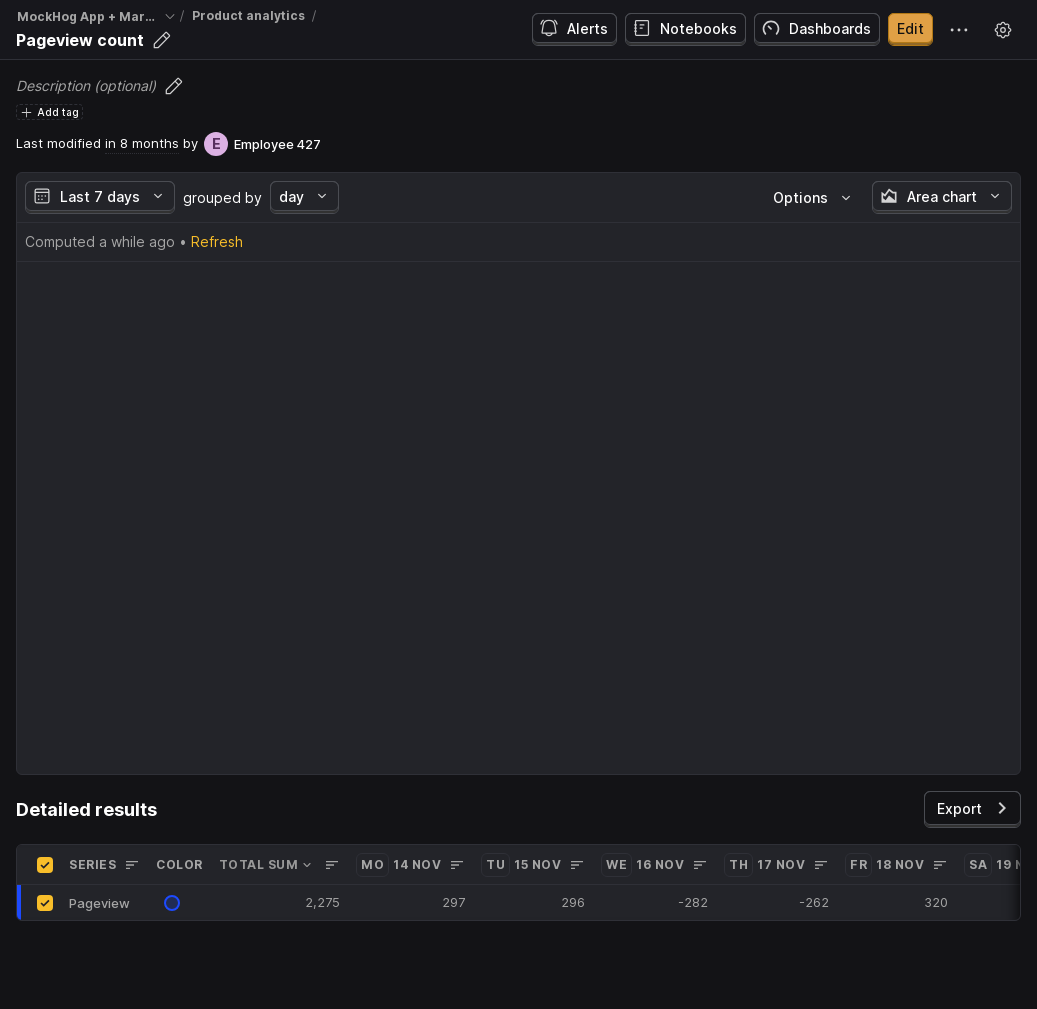 MockHog App + Mar... / Product analytics /
Pageview count
Alerts
Notebooks
Dashboards
Edit
Description (optional)
Add tag
Last modified in 8 months by E Employee 427
Last 7 days grouped by day
Options
Area chart
Computed a while ago • Refresh
Detailed results
Export
SERIES COLOR TOTAL SUM MO 14 NOV TU 15 NOV WE 16 NOV TH 17 NOV FR 18 NOV SA 19
Pageview 2,275 297 296 -282 -262 320